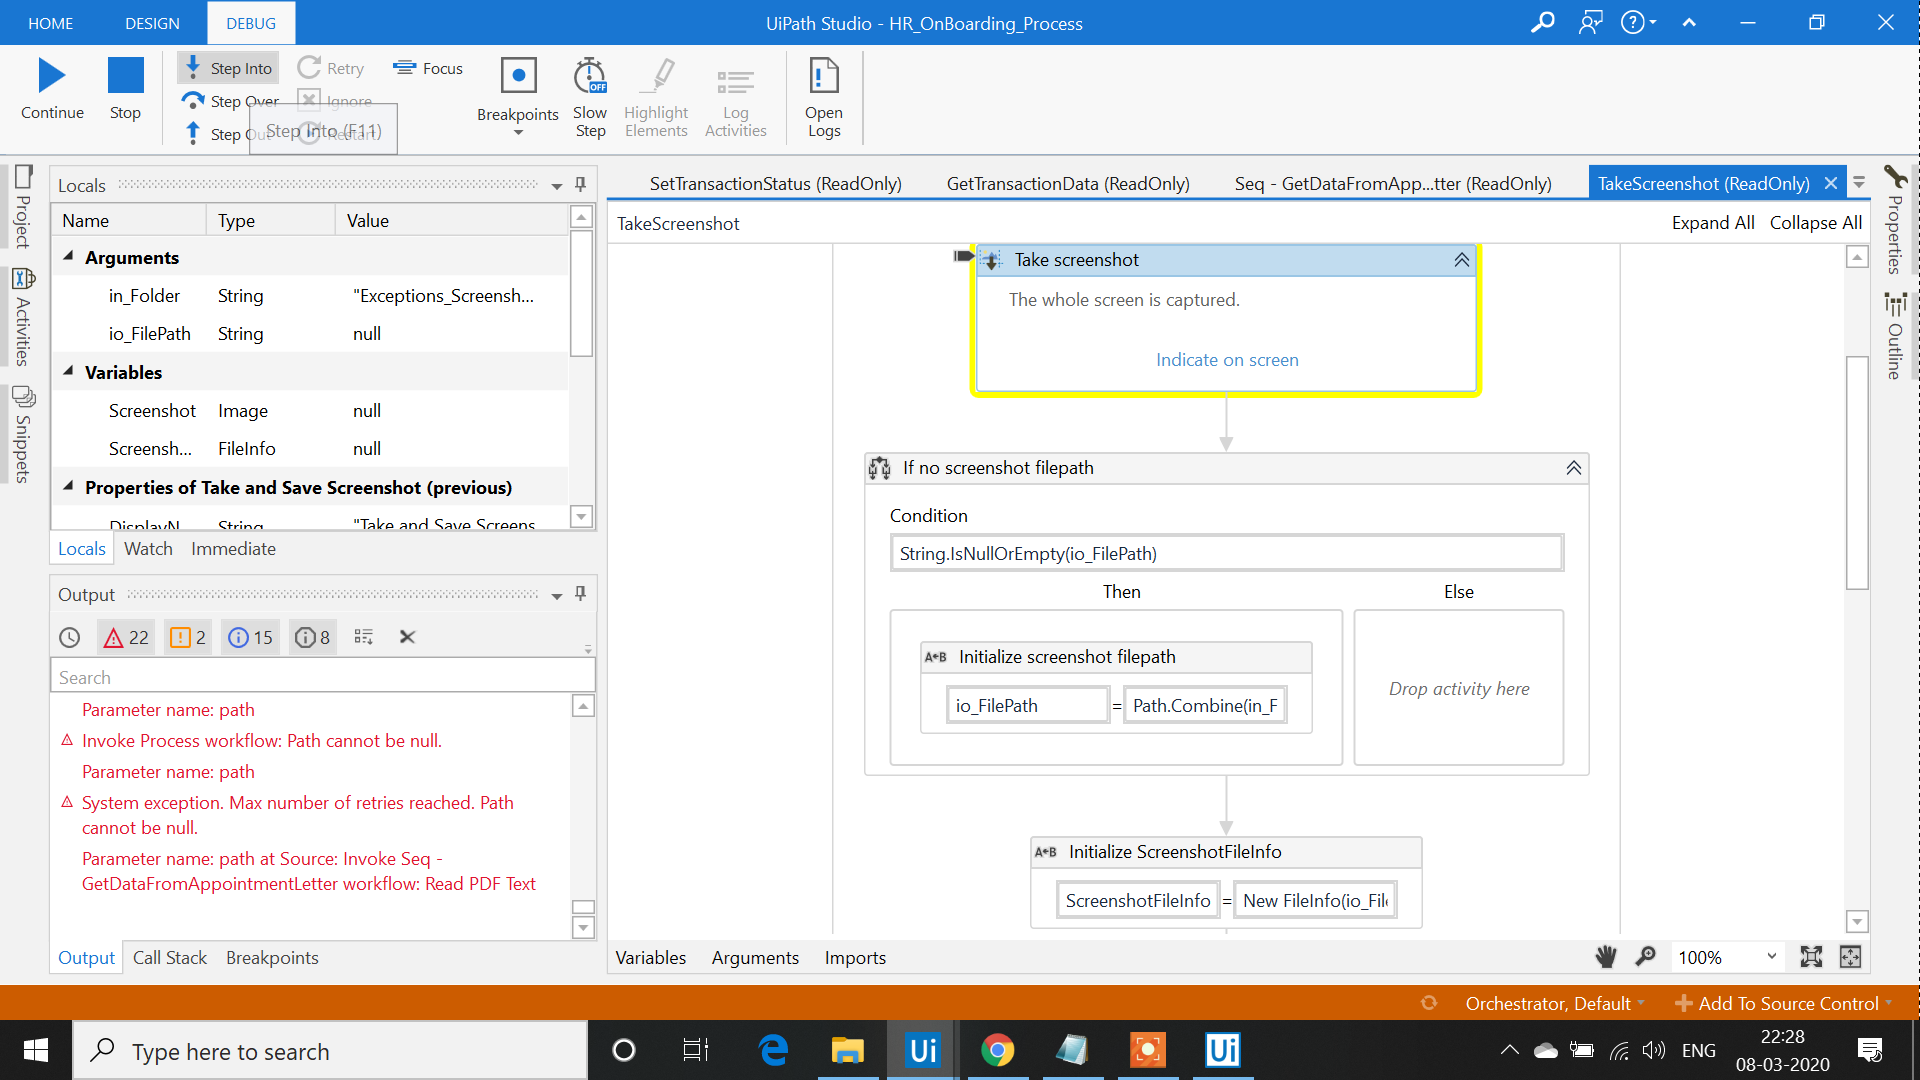 HOME DESIGN DEBUG UiPath Studio - HR_OnBoarding_Process
Step Into Retry Focus
Step Over Ignore
Continue Stop Breakpoints Slow Step Highlight Elements Log Activities Open Logs
Step Out
Step Into (F11)
Project
Activities
Snippets
Locals
Name Type Value
Arguments
in_Folder String "Exceptions_Screensh...
io_FilePath String null
Variables
Screenshot Image null
Screensh... FileInfo null
Properties of Take and Save Screenshot (previous)
DisplayN String "Take and Save Screens
Locals Watch Immediate
Output
22 2 15 8
Search
Parameter name: path
Invoke Process workflow: Path cannot be null.
Parameter name: path
System exception. Max number of retries reached. Path
cannot be null.
Parameter name: path at Source: Invoke Seq -
GetDataFromAppointmentLetter workflow: Read PDF Text
Output Call Stack Breakpoints
SetTransactionStatus (ReadOnly) GetTransactionData (ReadOnly) Seq - GetDataFromApp...tter (ReadOnly) TakeScreenshot (ReadOnly)
TakeScreenshot Expand All Collapse All
Take screenshot
The whole screen is captured.
Indicate on screen
If no screenshot filepath
Condition
String.IsNullOrEmpty(io_FilePath)
Then Else
A B Initialize screenshot filepath
io_FilePath = Path.Combine(in_F
Drop activity here
A B Initialize ScreenshotFileInfo
ScreenshotFileInfo = New FileInfo(io_File
Variables Arguments Imports 100%
Properties
Outline
Orchestrator, Default Add To Source Control
Type here to search
Ui Ui
ENG
22:28
08-03-2020